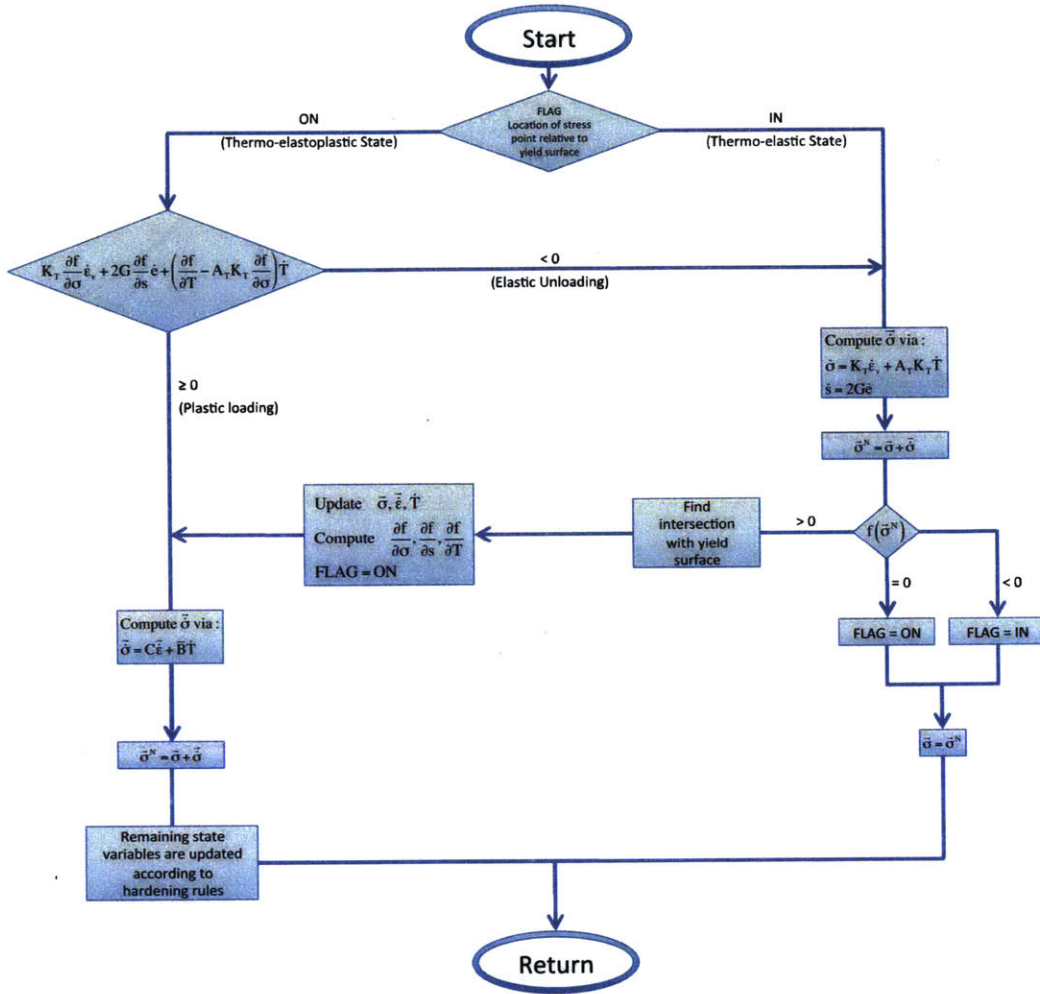 Start
FLAG
Location of stress
point relative to
yield surface
ON
(Thermo-elastoplastic State)
IN
(Thermo-elastic State)
K_T ∂f/∂σ ε̇_v + 2G ∂f/∂s ė + (∂f/∂T − A_T K_T ∂f/∂σ) Ṫ
< 0
(Elastic Unloading)
≥ 0
(Plastic loading)
Compute σ̇⃗ via :
σ̇ = K_T ε̇_v + A_T K_T Ṫ
ṡ = 2Gė
σ⃗^N = σ⃗ + σ̇⃗
f(σ⃗^N)
> 0
= 0
< 0
Find
intersection
with yield
surface
Update σ⃗, ε̇⃗, Ṫ
Compute ∂f/∂σ, ∂f/∂s, ∂f/∂T
FLAG = ON
FLAG = ON
FLAG = IN
σ⃗ = σ⃗^N
Compute σ̇⃗ via :
σ̇⃗ = Cε̇⃗ + B⃗Ṫ
σ⃗^N = σ⃗ + σ̇⃗
Remaining state
variables are updated
according to
hardening rules
Return